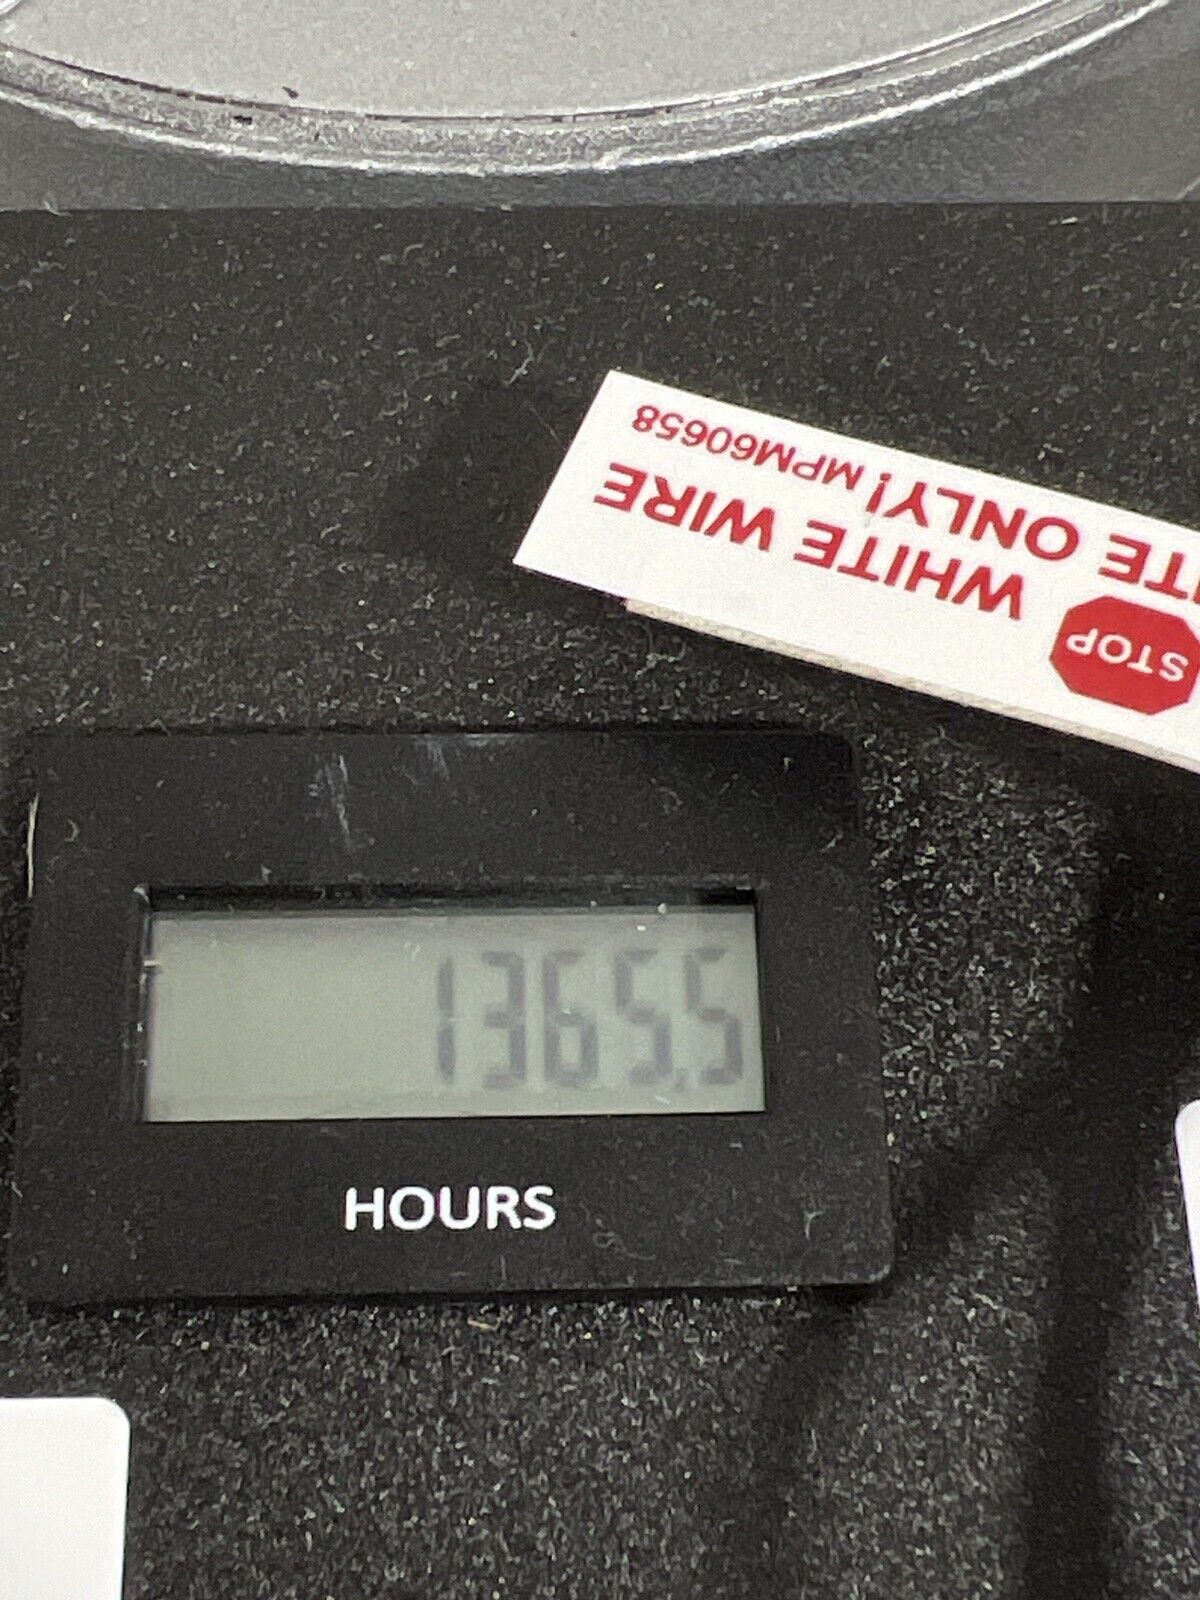 WHITE WIRE
TE ONLY! MPM60658
STOP
1365.5
HOURS